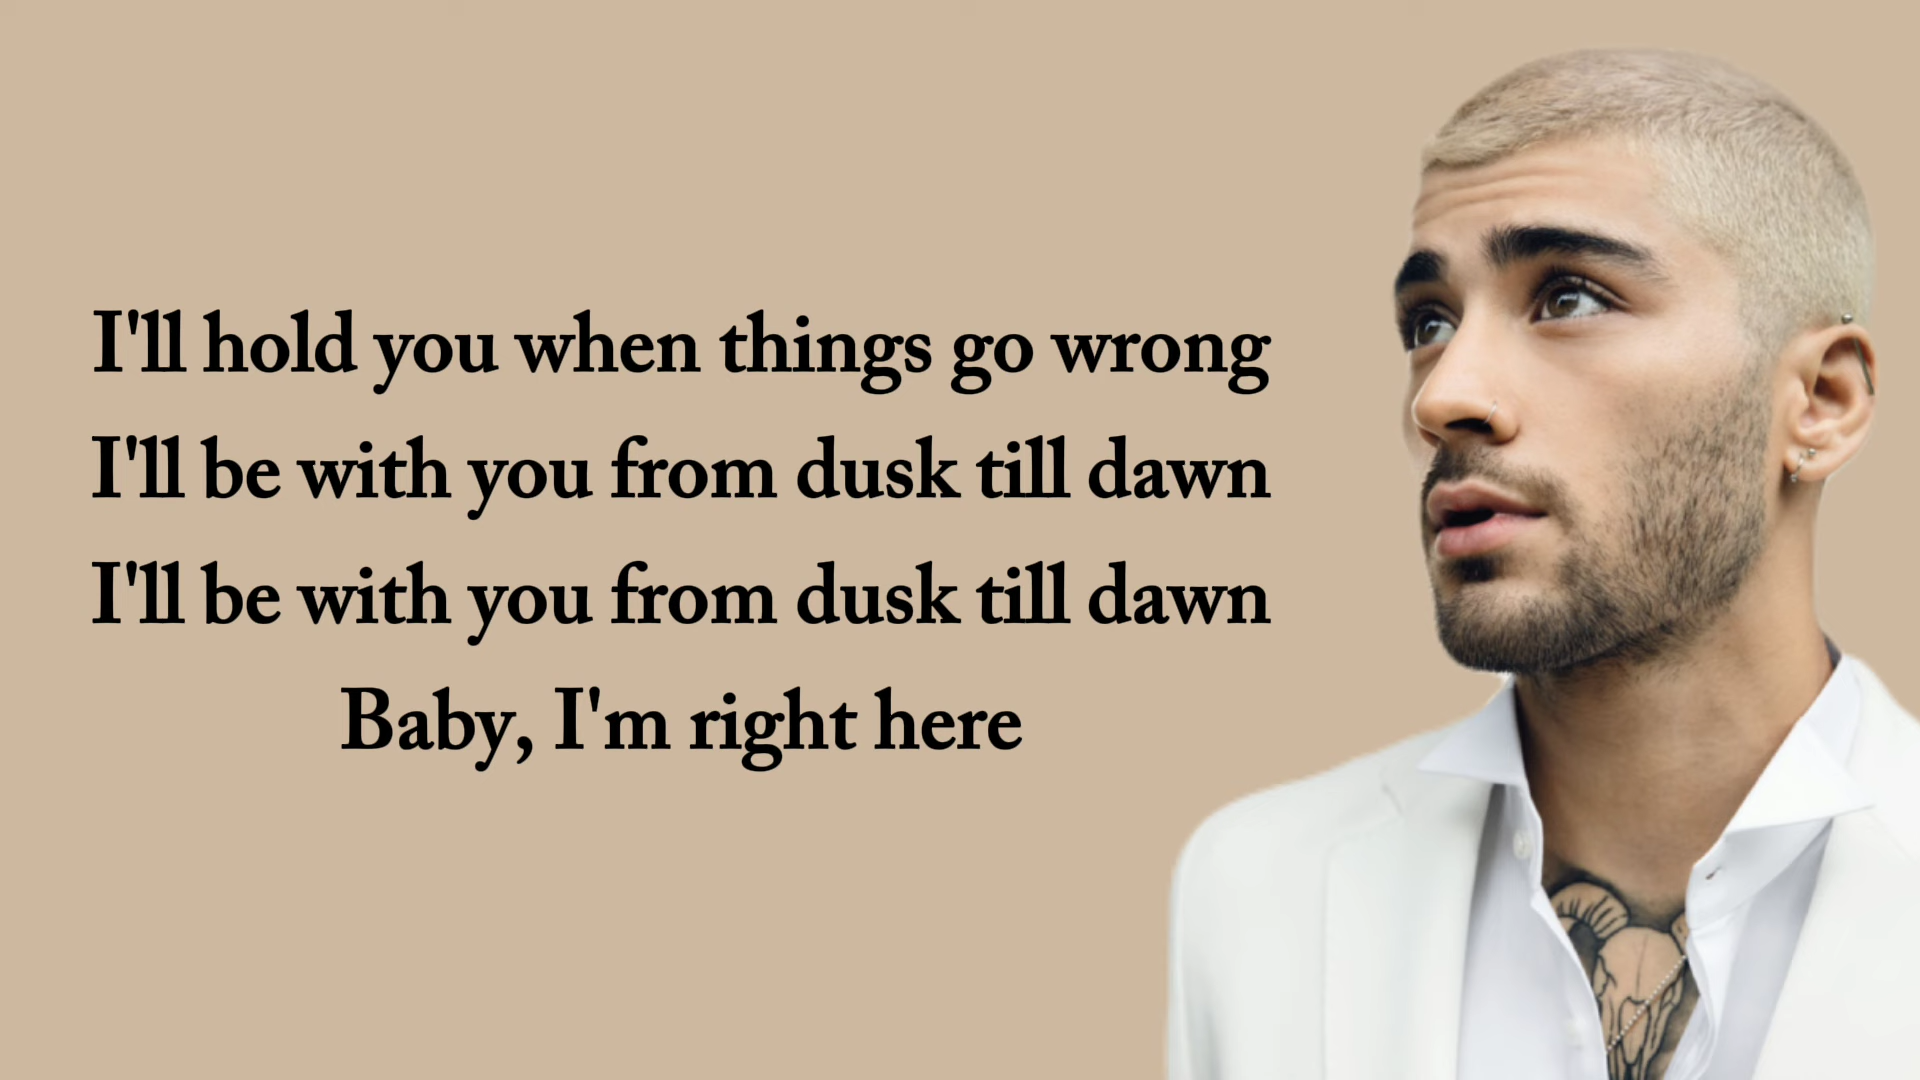 I'll hold you when things go wrong
I'll be with you from dusk till dawn
I'll be with you from dusk till dawn
Baby, I'm right here